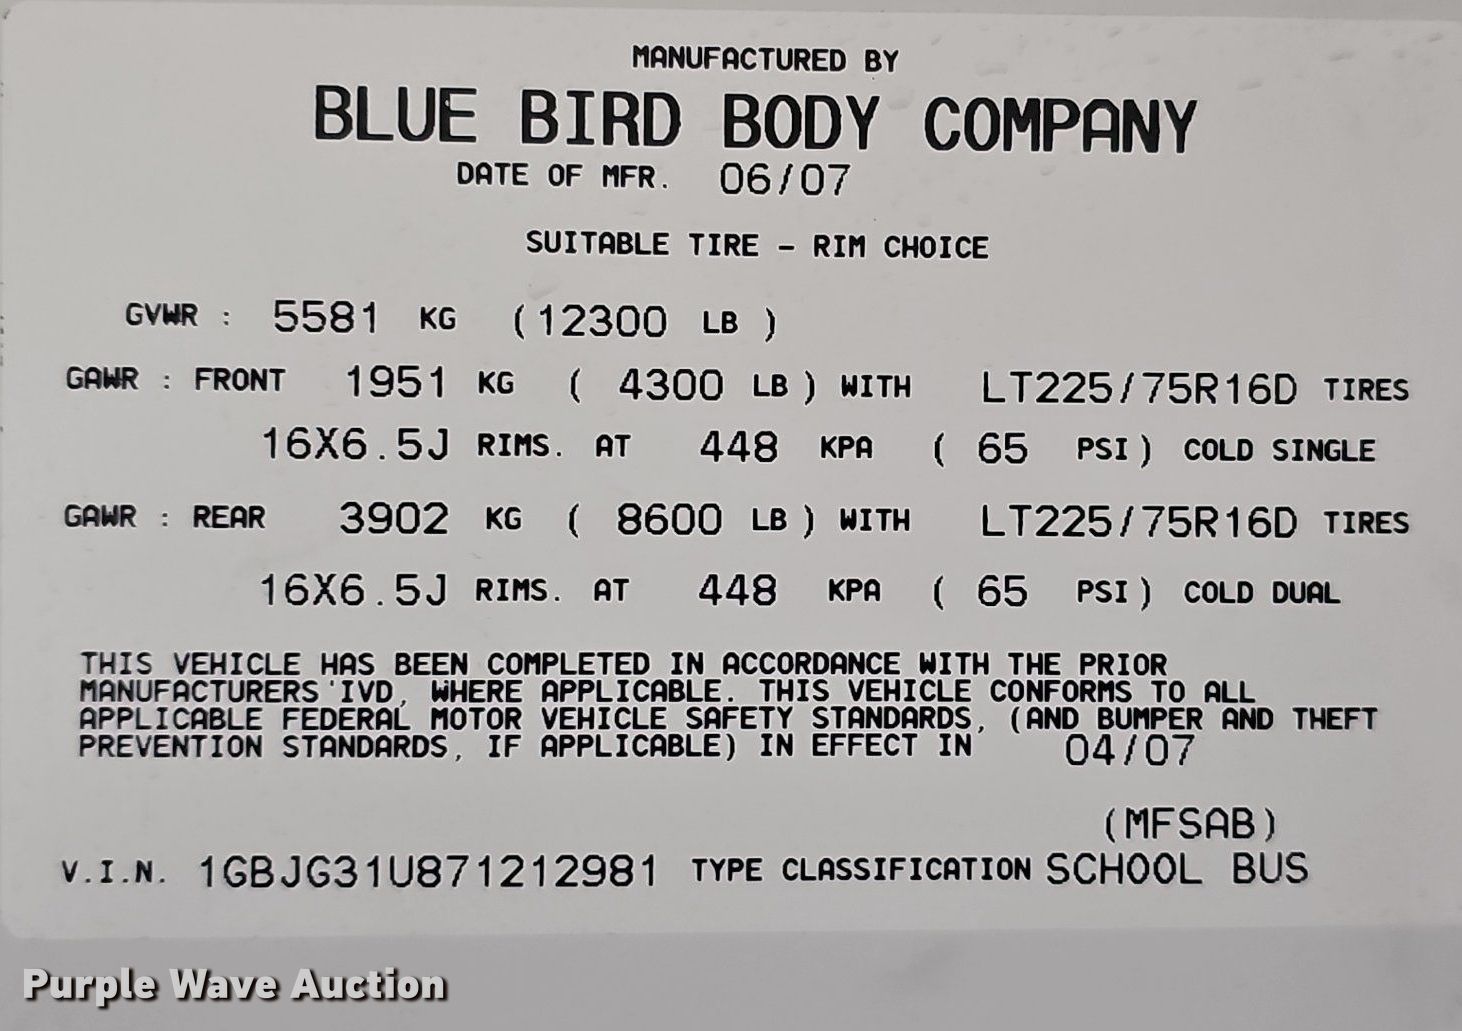 MANUFACTURED BY
BLUE BIRD BODY COMPANY
DATE OF MFR. 06/07
SUITABLE TIRE - RIM CHOICE
GVWR : 5581 KG (12300 LB )
GAWR : FRONT 1951 KG ( 4300 LB ) WITH LT225/75R16D TIRES
16X6.5J RIMS. AT 448 KPA ( 65 PSI ) COLD SINGLE
GAWR : REAR 3902 KG ( 8600 LB ) WITH LT225/75R16D TIRES
16X6.5J RIMS. AT 448 KPA ( 65 PSI ) COLD DUAL
THIS VEHICLE HAS BEEN COMPLETED IN ACCORDANCE WITH THE PRIOR
MANUFACTURERS 'IVD, WHERE APPLICABLE. THIS VEHICLE CONFORMS TO ALL
APPLICABLE FEDERAL MOTOR VEHICLE SAFETY STANDARDS, (AND BUMPER AND THEFT
PREVENTION STANDARDS, IF APPLICABLE) IN EFFECT IN 04/07
(MFSAB)
V.I.N. 1GBJG31U871212981 TYPE CLASSIFICATION SCHOOL BUS
Purple Wave Auction